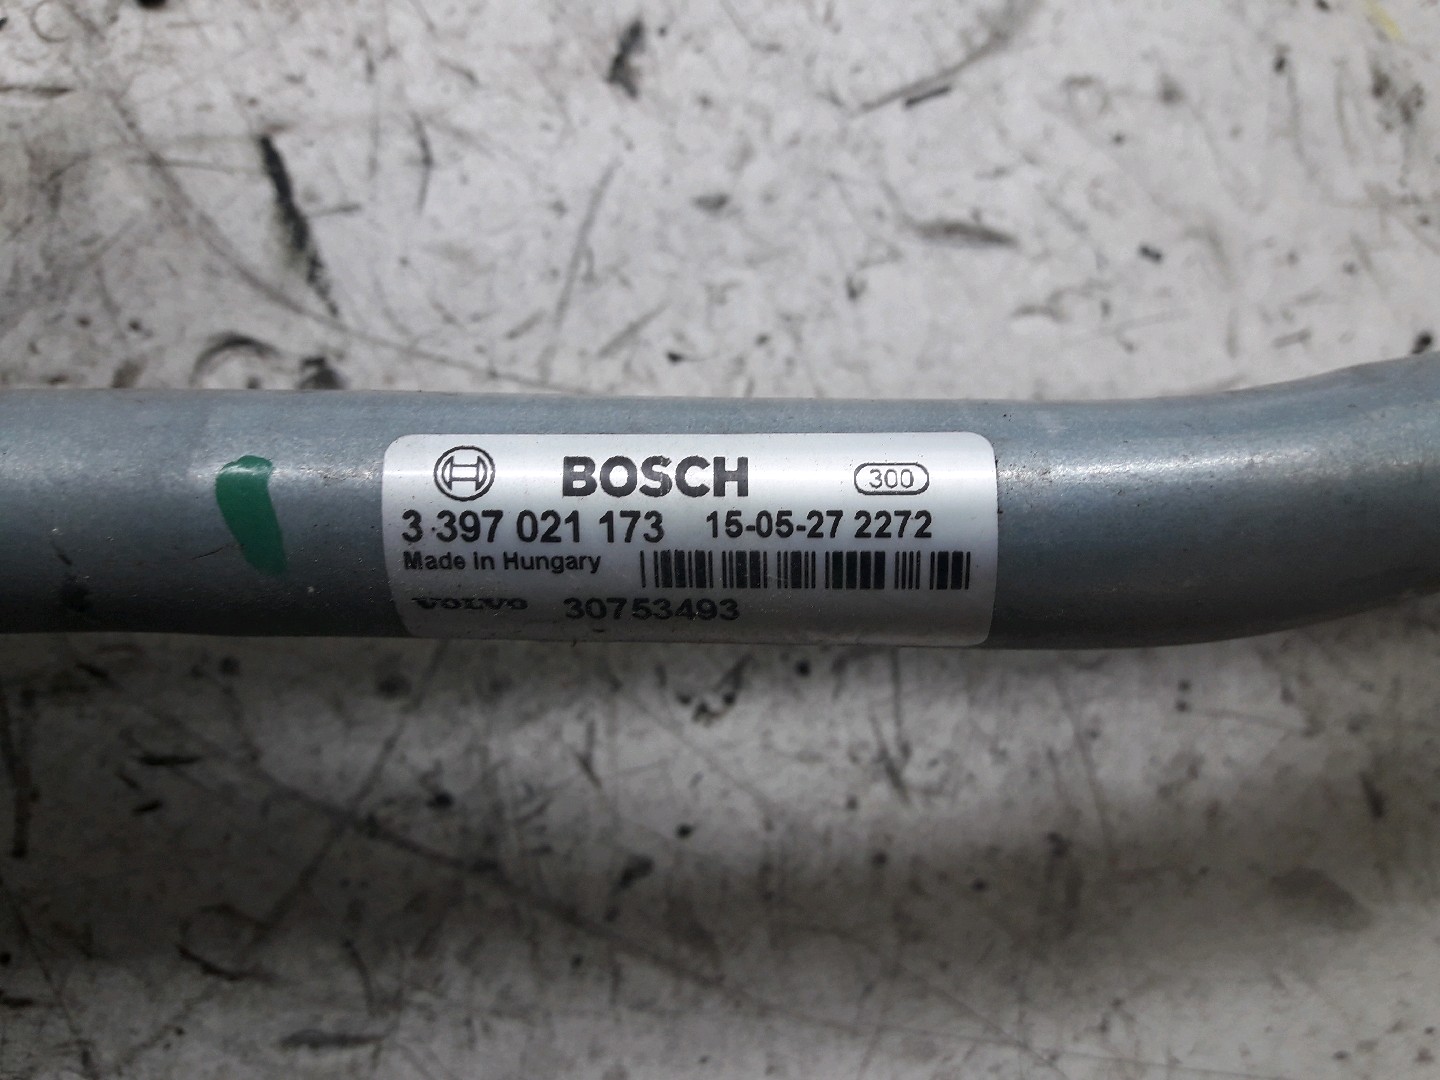 BOSCH 300
3 397 021 173 15-05-27 2272
Made in Hungary
VOLVO 30753493